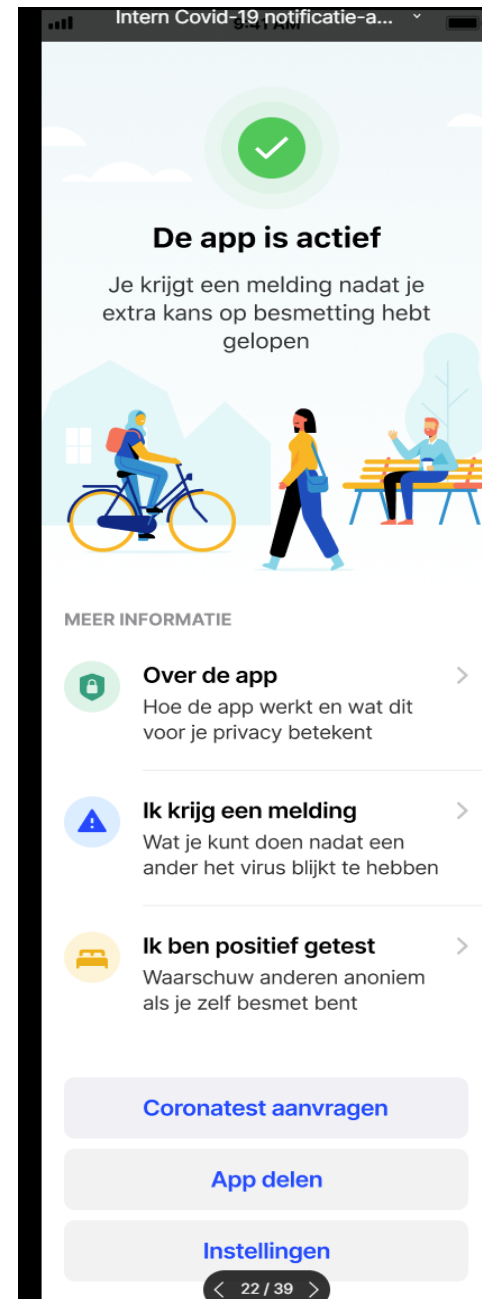 Intern Covid-19 notificatie-a...
9:41 AM
De app is actief
Je krijgt een melding nadat je
extra kans op besmetting hebt
gelopen
MEER INFORMATIE
Over de app
Hoe de app werkt en wat dit
voor je privacy betekent
Ik krijg een melding
Wat je kunt doen nadat een
ander het virus blijkt te hebben
Ik ben positief getest
Waarschuw anderen anoniem
als je zelf besmet bent
Coronatest aanvragen
App delen
Instellingen
22 / 39